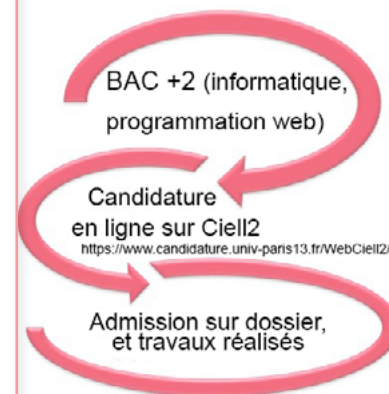 BAC +2 (informatique,
programmation web)
Candidature
en ligne sur Ciell2
https://www.candidature.univ-paris13.fr/WebCiell2/
Admission sur dossier,
et travaux réalisés